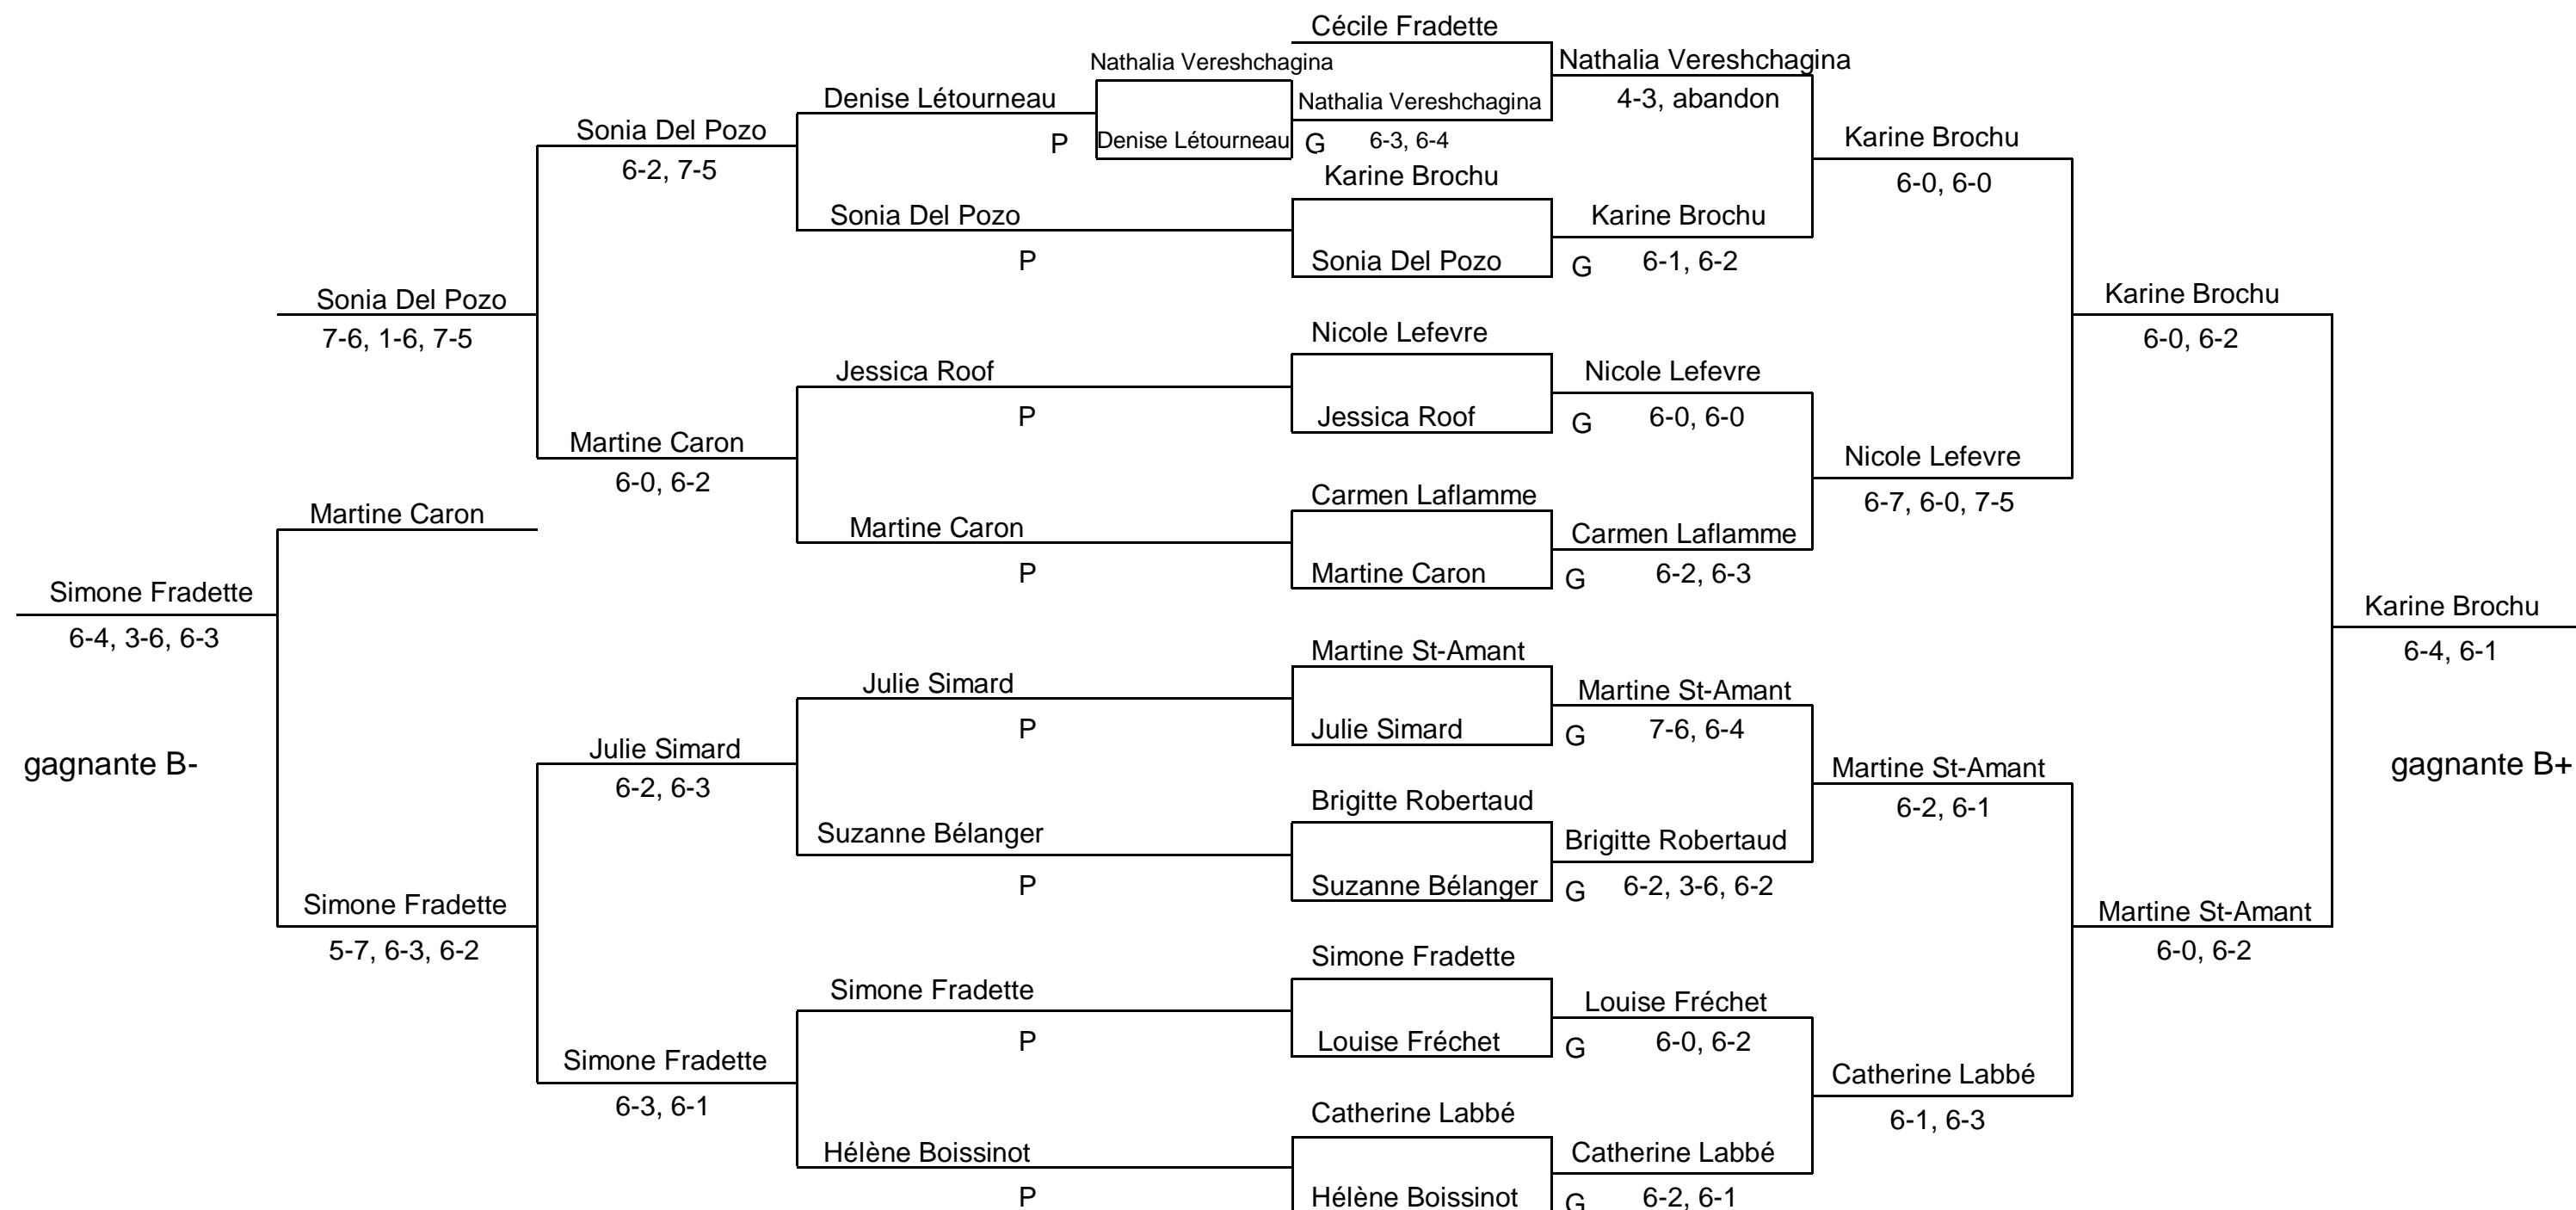 Cécile Fradette
Nathalia Vereshchagina
Nathalia Vereshchagina
Denise Létourneau
Nathalia Vereshchagina
4-3, abandon
Sonia Del Pozo
6-2, 7-5
P
Denise Létourneau
G
6-3, 6-4
Karine Brochu
6-0, 6-0
Karine Brochu
Sonia Del Pozo
P
Karine Brochu
Sonia Del Pozo
G
6-1, 6-2
Sonia Del Pozo
7-6, 1-6, 7-5
Karine Brochu
6-0, 6-2
Nicole Lefevre
Jessica Roof
P
Nicole Lefevre
Jessica Roof
G
6-0, 6-0
Martine Caron
6-0, 6-2
Nicole Lefevre
6-7, 6-0, 7-5
Carmen Laflamme
Martine Caron
Martine Caron
P
Carmen Laflamme
Martine Caron
G
6-2, 6-3
Simone Fradette
6-4, 3-6, 6-3
Karine Brochu
6-4, 6-1
Martine St-Amant
Julie Simard
P
Martine St-Amant
Julie Simard
G
7-6, 6-4
gagnante B-
Julie Simard
6-2, 6-3
Martine St-Amant
6-2, 6-1
gagnante B+
Brigitte Robertaud
Suzanne Bélanger
P
Brigitte Robertaud
Suzanne Bélanger
G
6-2, 3-6, 6-2
Simone Fradette
5-7, 6-3, 6-2
Martine St-Amant
6-0, 6-2
Simone Fradette
Simone Fradette
P
Louise Fréchet
Louise Fréchet
G
6-0, 6-2
Simone Fradette
6-3, 6-1
Catherine Labbé
6-1, 6-3
Catherine Labbé
Hélène Boissinot
P
Catherine Labbé
Hélène Boissinot
G
6-2, 6-1